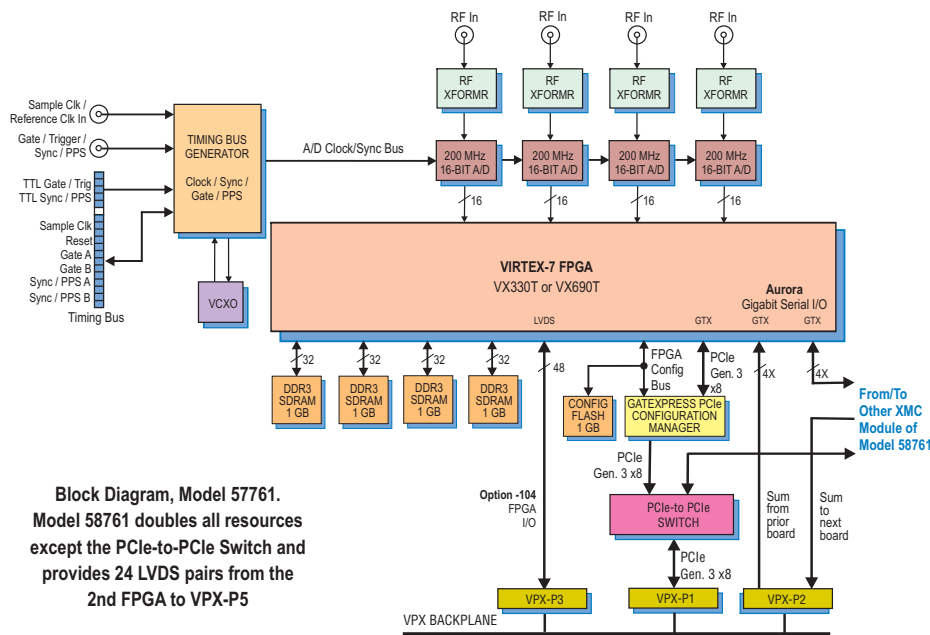 RF In
RF In
RF In
RF In
RF
XFORMR
RF
XFORMR
RF
XFORMR
RF
XFORMR
Sample Clk /
Reference Clk In
Gate / Trigger /
Sync / PPS
TTL Gate / Trig
TTL Sync / PPS
Sample Clk
Reset
Gate A
Gate B
Sync / PPS A
Sync / PPS B
Timing Bus
TIMING BUS
GENERATOR
Clock / Sync /
Gate / PPS
VCXO
A/D Clock/Sync Bus
200 MHz
16-BIT A/D
200 MHz
16-BIT A/D
200 MHz
16-BIT A/D
200 MHz
16-BIT A/D
16
16
16
16
VIRTEX-7 FPGA
VX330T or VX690T
Aurora
Gigabit Serial I/O
LVDS
GTX
GTX
GTX
32
32
32
32
48
FPGA
Config
Bus
PCIe
Gen. 3
x8
4X
4X
DDR3
SDRAM
1 GB
DDR3
SDRAM
1 GB
DDR3
SDRAM
1 GB
DDR3
SDRAM
1 GB
CONFIG
FLASH
1 GB
GATEXPRESS PCIe
CONFIGURATION
MANAGER
From/To
Other XMC
Module of
Model 58761
PCIe
Gen. 3 x8
Option -104
FPGA
I/O
PCIe-to PCIe
SWITCH
Sum
from
prior
board
Sum
to
next
board
PCIe
Gen. 3 x8
Block Diagram, Model 57761.
Model 58761 doubles all resources
except the PCIe-to-PCIe Switch and
provides 24 LVDS pairs from the
2nd FPGA to VPX-P5
VPX-P3
VPX-P1
VPX-P2
VPX BACKPLANE